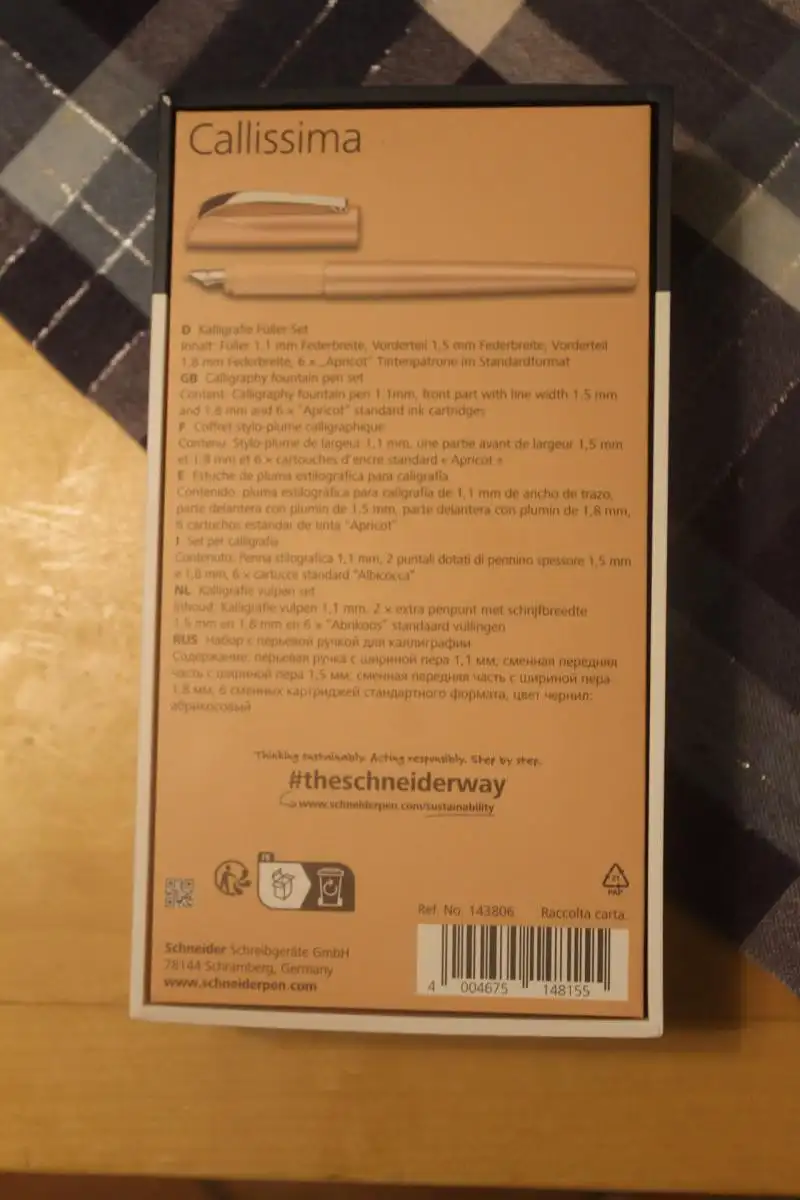 Callissima
D Kalligrafie Füller Set
Inhalt: Füller 1.1 mm Federbreite, Vorderteil 1,5 mm Federbreite, Vorderteil
1,8 mm Federbreite, 6 × „Apricot" Tintenpatrone im Standardformat
GB Calligraphy fountain pen set
Content: Calligraphy fountain pen 1.1mm, front part with line width 1.5 mm
and 1.8 mm and 6 × "Apricot" standard ink cartridges
F Coffret stylo-plume calligraphique
Contenu: Stylo-plume de largeur 1,1 mm, une partie avant de largeur 1,5 mm
et 1,8 mm et 6 × cartouches d'encre standard « Apricot »
E Estuche de pluma estilográfica para caligrafía
Contenido: pluma estilográfica para caligrafía de 1,1 mm de ancho de trazo,
parte delantera con plumín de 1,5 mm, parte delantera con plumín de 1,8 mm,
6 cartuchos estándar de tinta "Apricot"
I Set per calligrafia
Contenuto: Penna stilografica 1,1 mm, 2 puntali dotati di pennino spessore 1,5 mm
e 1,8 mm, 6 × cartucce standard "Albicocca"
NL Kalligrafie vulpen set
Inhoud: Kalligrafie vulpen 1,1 mm, 2 × extra penpunt met schrijfbreedte
1.5 mm en 1.8 mm en 6 × "Abrikoos" standaard vullingen
RUS Набор с перьевой ручкой для каллиграфии
Содержание: перьевая ручка с шириной пера 1,1 мм, сменная передняя
часть с шириной пера 1,5 мм, сменная передняя часть с шириной пера
1,8 мм, 6 сменных картриджей стандартного формата, цвет чернил:
абрикосовый
Thinking sustainably. Acting responsibly. Step by step.
#theschneiderway
www.schneiderpen.com/sustainability
FR
21
PAP
Ref. No. 143806 Raccolta carta.
Schneider Schreibgeräte GmbH
78144 Schramberg, Germany
www.schneiderpen.com
4 004675 148155